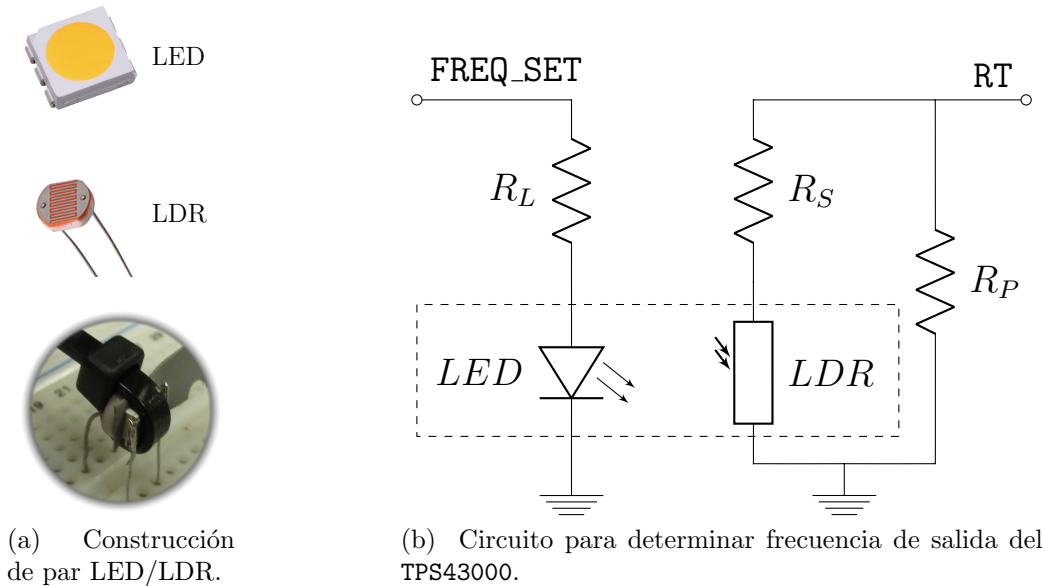 LED
LDR
(a) Construcción
de par LED/LDR.
FREQ_SET
RT
R_L
R_S
R_P
LED
LDR
(b) Circuito para determinar frecuencia de salida del
TPS43000.